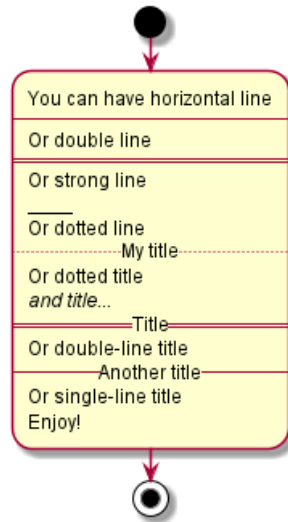 You can have horizontal line
Or double line
Or strong line
____
Or dotted line
My title
Or dotted title
and title...
Title
Or double-line title
Another title
Or single-line title
Enjoy!